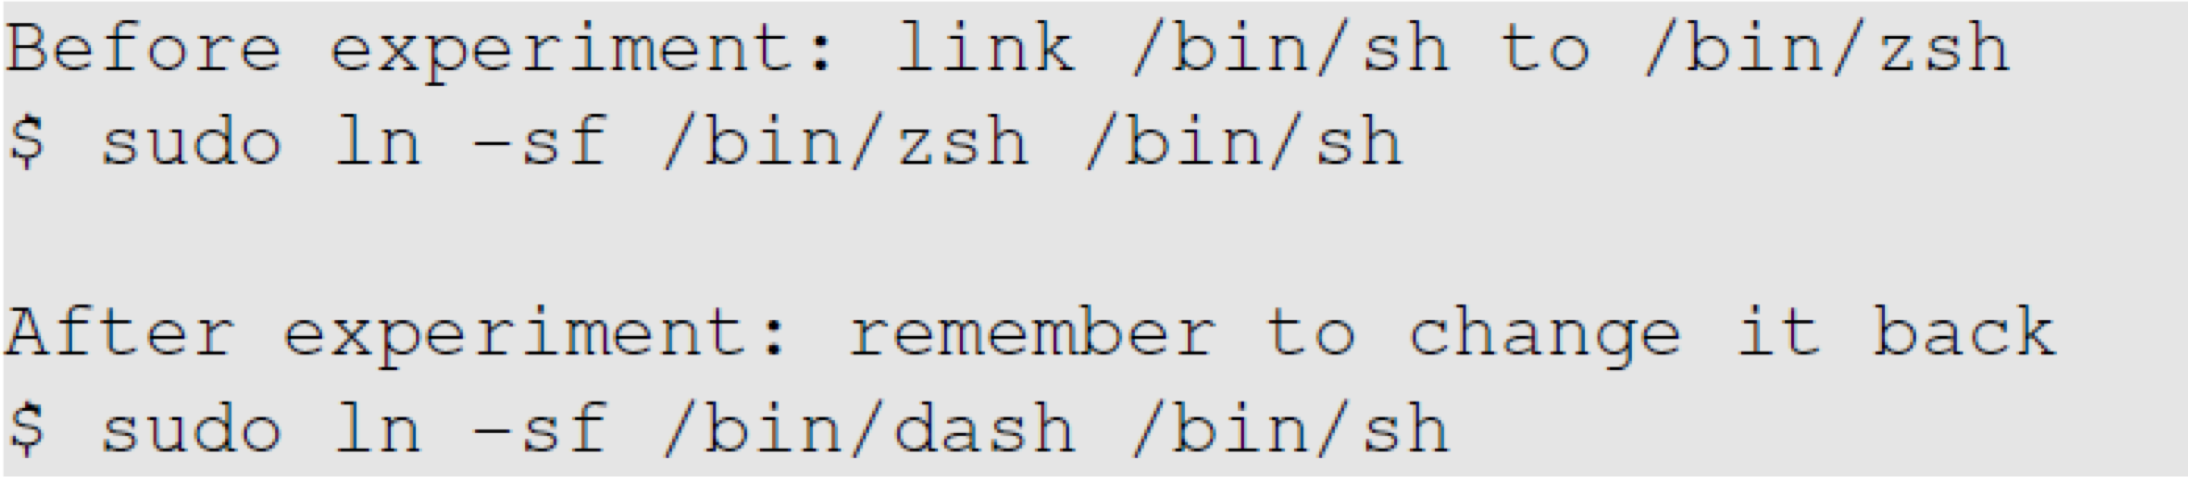 Before experiment: link /bin/sh to /bin/zsh
$ sudo ln -sf /bin/zsh /bin/sh
After experiment: remember to change it back
$ sudo ln -sf /bin/dash /bin/sh